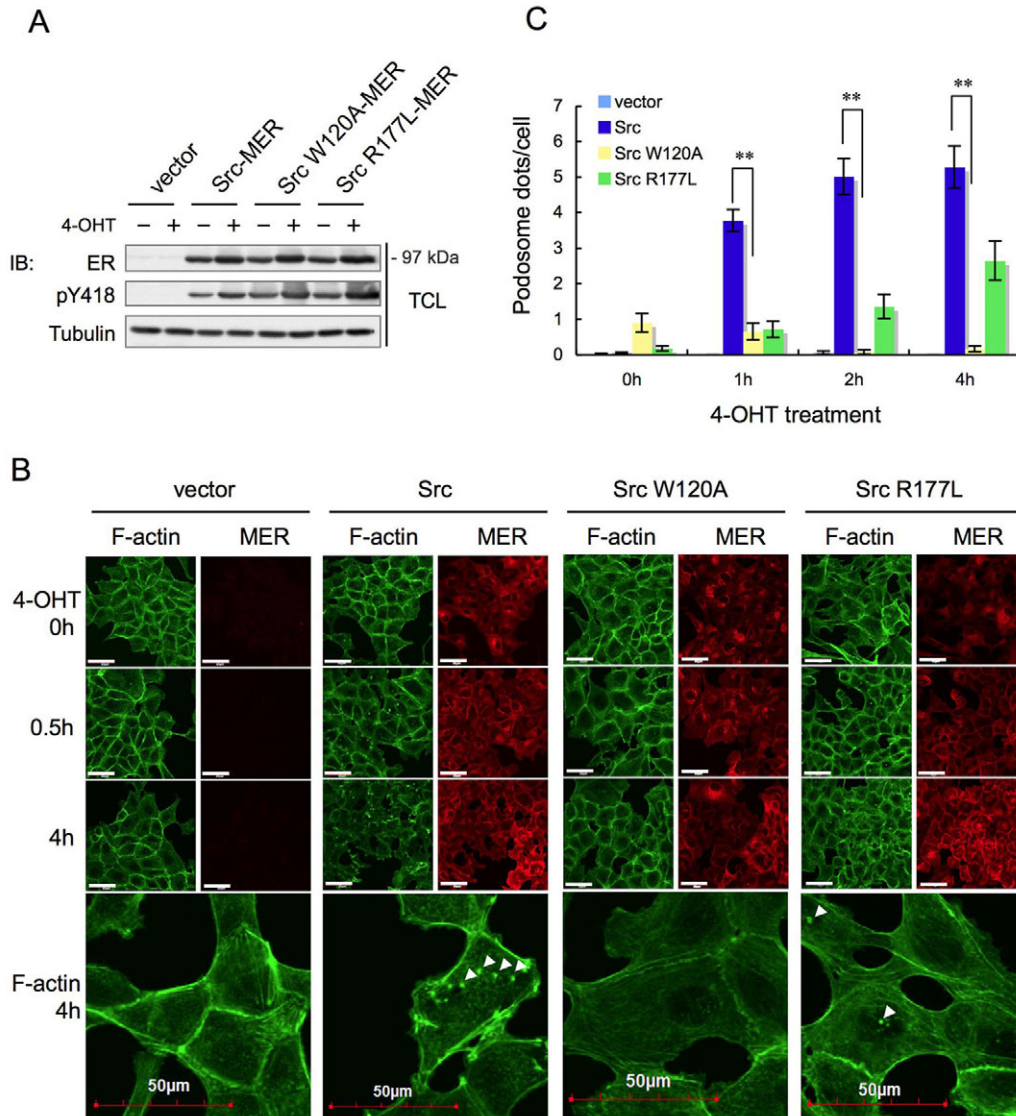 A
vector
Src-MER
Src W120A-MER
Src R177L-MER
4-OHT − + − + − + − +
IB: ER - 97 kDa
pY418 TCL
Tubulin
C
vector
Src
Src W120A
Src R177L
** ** **
Podosome dots/cell
7
6
5
4
3
2
1
0
0h 1h 2h 4h
4-OHT treatment
B
vector Src Src W120A Src R177L
F-actin MER F-actin MER F-actin MER F-actin MER
4-OHT
0h
0.5h
4h
F-actin
4h
50µm 50µm 50µm 50µm